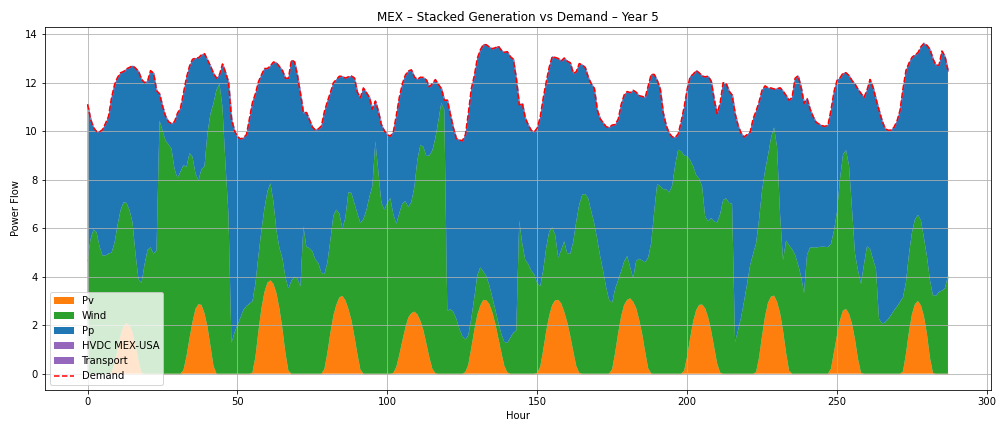 MEX – Stacked Generation vs Demand – Year 5
14
12
10
8
6
4
2
0
Power Flow
Pv
Wind
Pp
HVDC MEX-USA
Transport
Demand
0 50 100 150 200 250 300
Hour